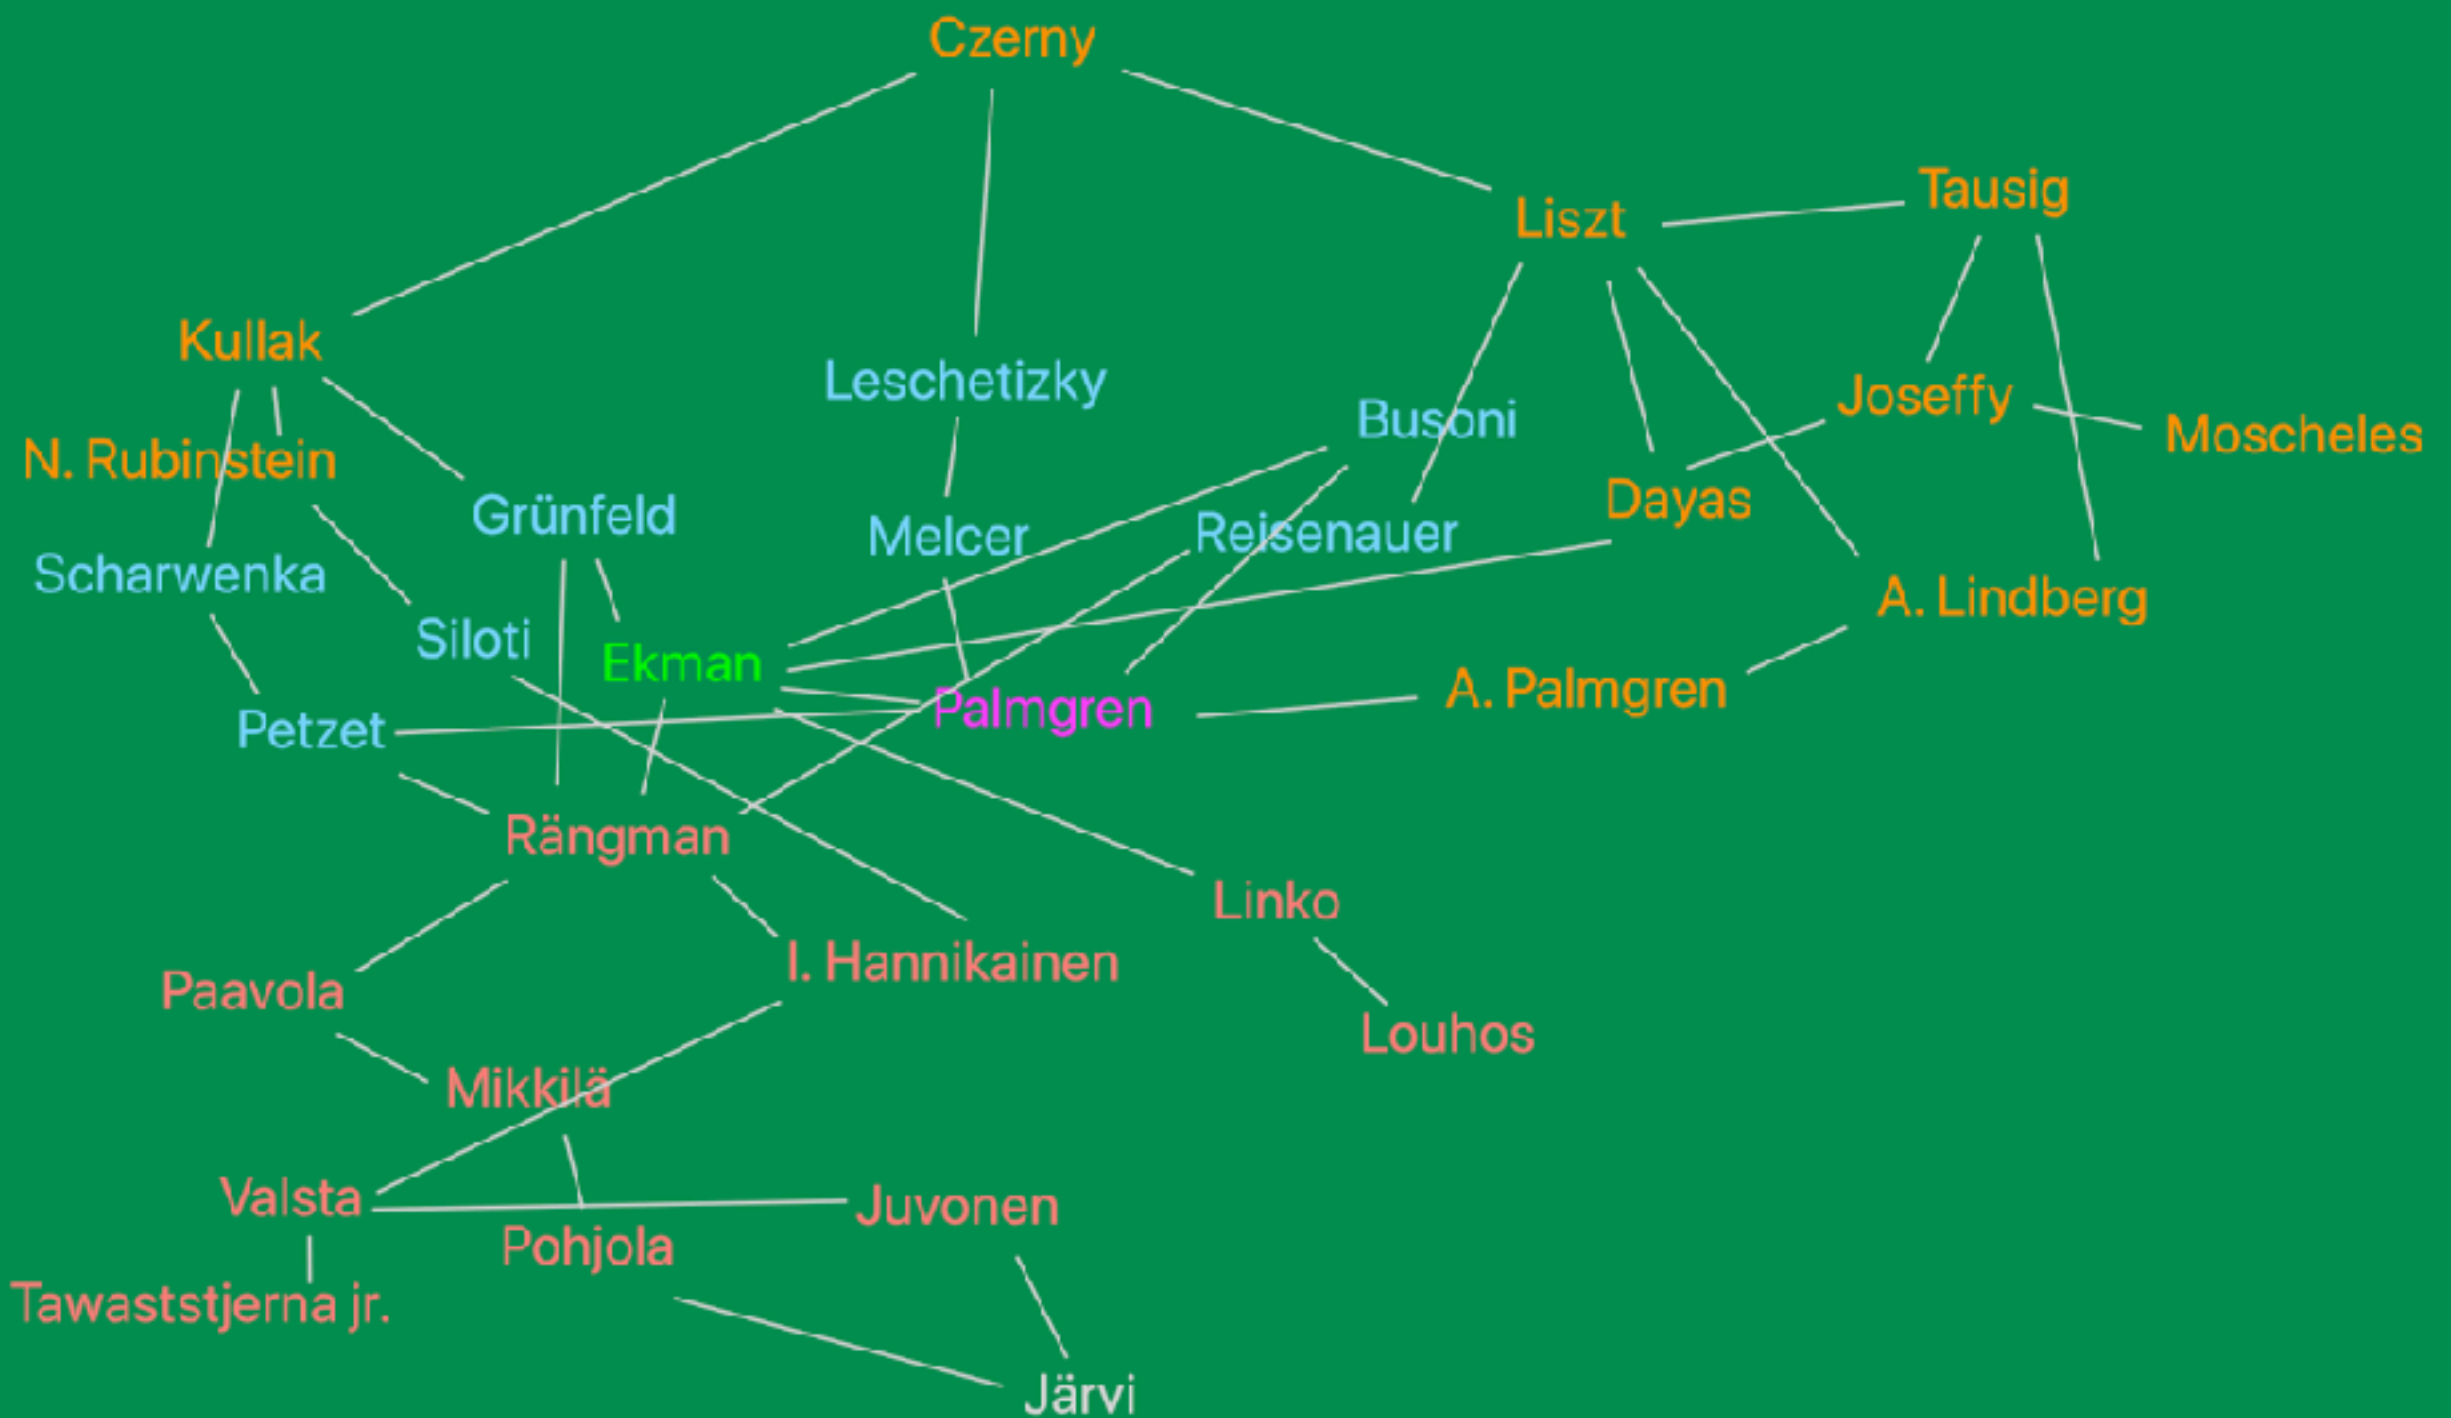 Czerny
Tausig
Liszt
Kullak
Leschetizky
Joseffy
Busoni
Moscheles
N. Rubinstein
Dayas
Grünfeld
Melcer
Reisenauer
Scharwenka
A. Lindberg
Siloti
Ekman
A. Palmgren
Palmgren
Petzet
Rängman
Linko
I. Hannikainen
Paavola
Louhos
Mikkilä
Valsta
Juvonen
Pohjola
Tawaststjerna jr.
Järvi